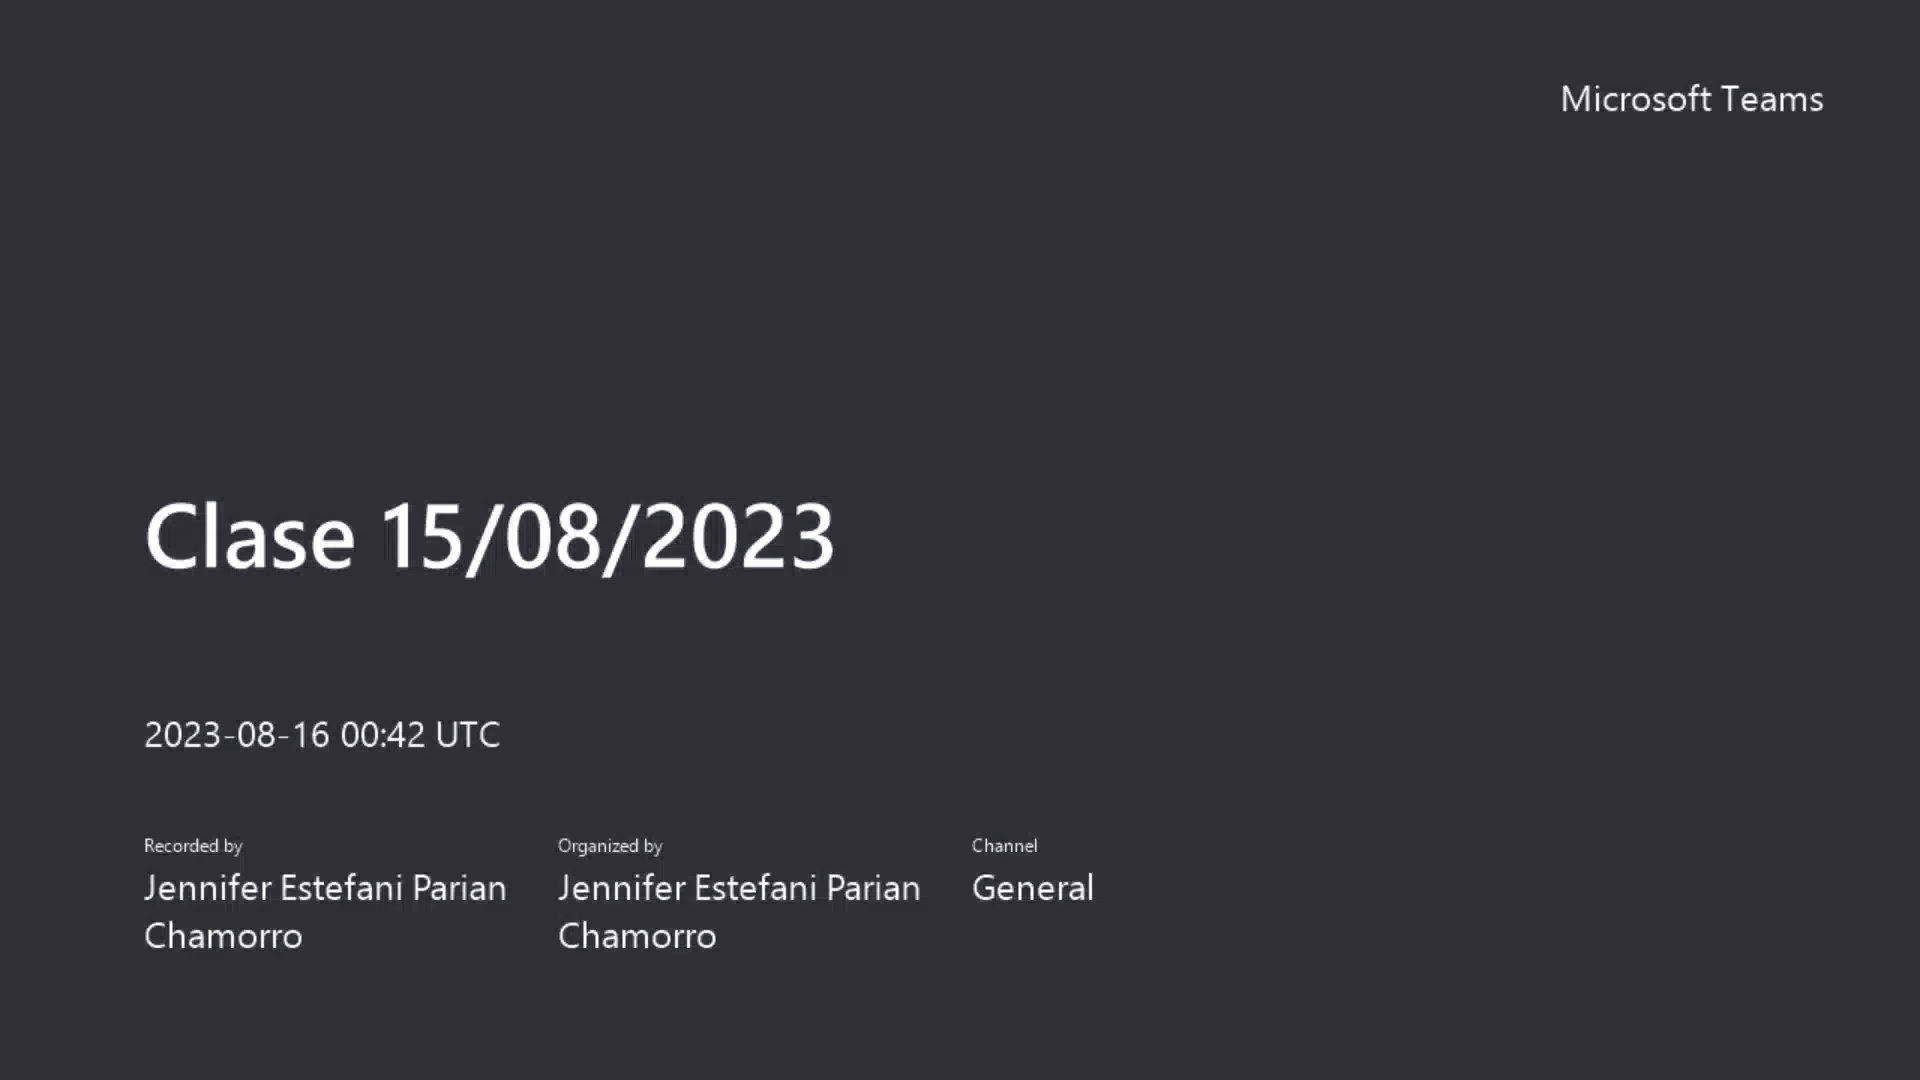 Microsoft Teams
Clase 15/08/2023
2023-08-16 00:42 UTC
Recorded by
Jennifer Estefani Parian
Chamorro
Organized by
Jennifer Estefani Parian
Chamorro
Channel
General